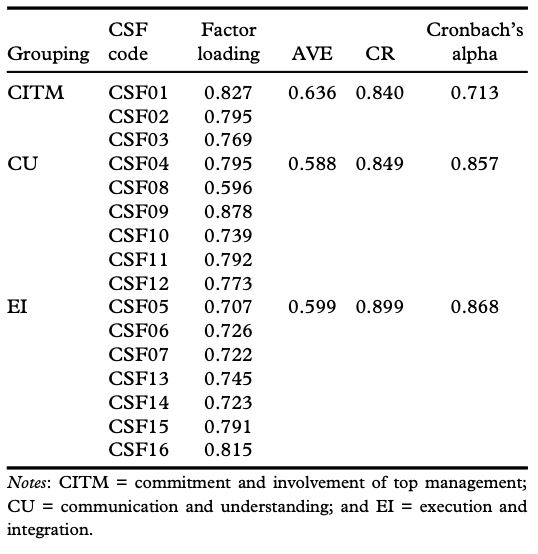 Grouping CSF code Factor loading AVE CR Cronbach's alpha
CITM CSF01 0.827 0.636 0.840 0.713
CSF02 0.795
CSF03 0.769
CU CSF04 0.795 0.588 0.849 0.857
CSF08 0.596
CSF09 0.878
CSF10 0.739
CSF11 0.792
CSF12 0.773
EI CSF05 0.707 0.599 0.899 0.868
CSF06 0.726
CSF07 0.722
CSF13 0.745
CSF14 0.723
CSF15 0.791
CSF16 0.815
Notes: CITM = commitment and involvement of top management;
CU = communication and understanding; and EI = execution and
integration.